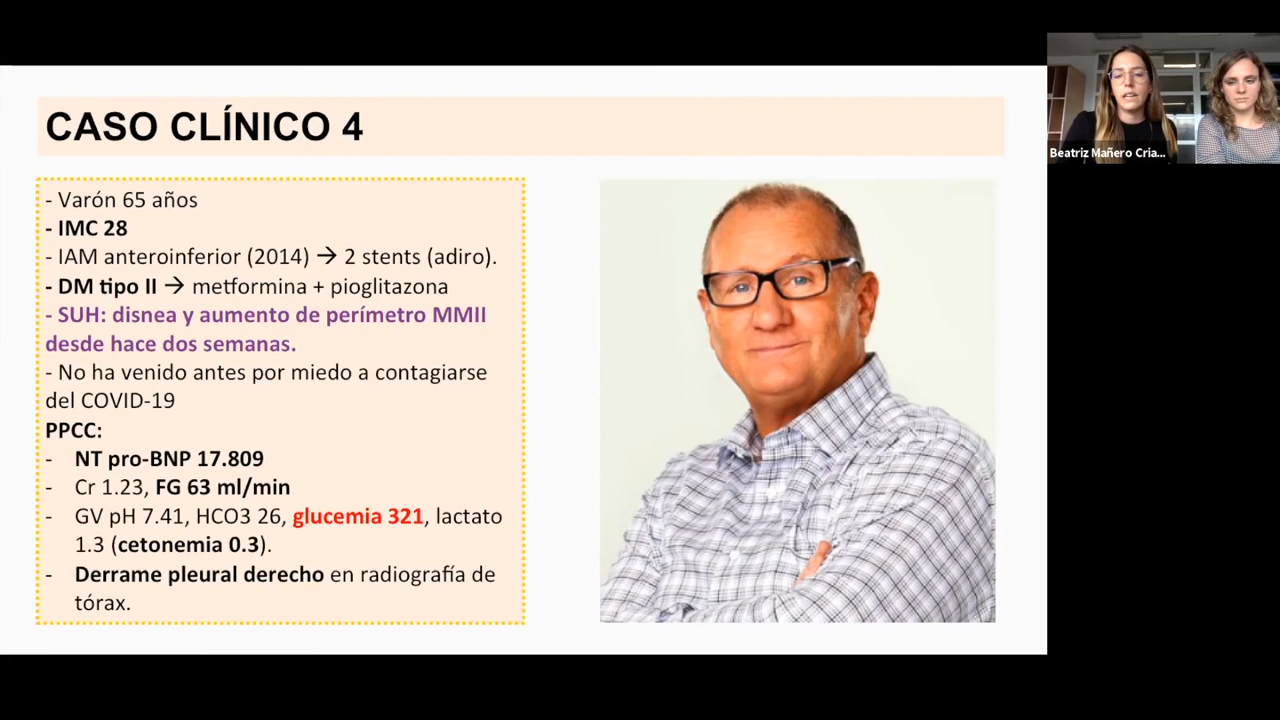 CASO CLÍNICO 4
- Varón 65 años
- IMC 28
- IAM anteroinferior (2014) → 2 stents (adiro).
- DM tipo II → metformina + pioglitazona
- SUH: disnea y aumento de perímetro MMII
desde hace dos semanas.
- No ha venido antes por miedo a contagiarse
del COVID-19
PPCC:
- NT pro-BNP 17.809
- Cr 1.23, FG 63 ml/min
- GV pH 7.41, HCO3 26, glucemia 321, lactato
1.3 (cetonemia 0.3).
- Derrame pleural derecho en radiografía de
tórax.
Beatriz Mañero Cria...